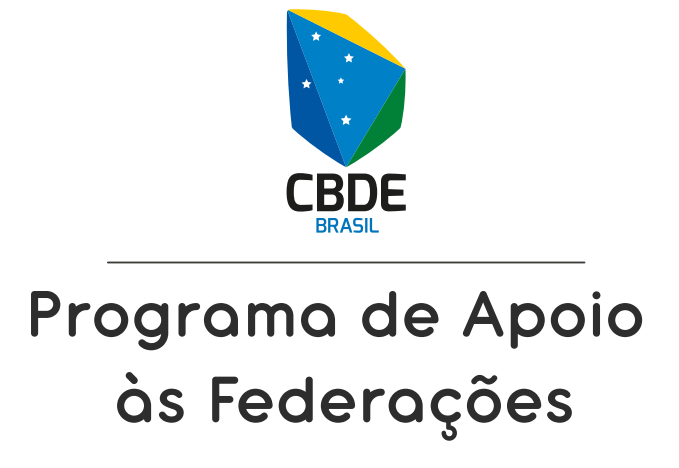 CBDE
BRASIL
Programa de Apoio
às Federações